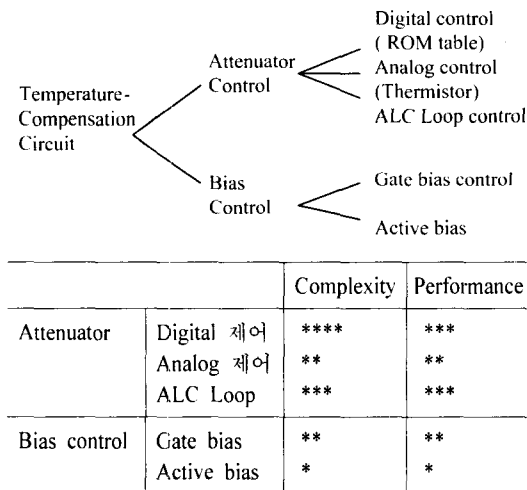 Digital control
( ROM table)
Attenuator
Control
Analog control
(Thermistor)
ALC Loop control
Temperature-
Compensation
Circuit
Bias
Control
Gate bias control
Active bias
Complexity Performance
Attenuator Digital 제어 **** ***
Analog 제어 ** **
ALC Loop *** ***
Bias control Gate bias ** **
Active bias * *